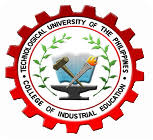 TECHNOLOGICAL UNIVERSITY OF THE PHILIPPINES
COLLEGE OF INDUSTRIAL EDUCATION